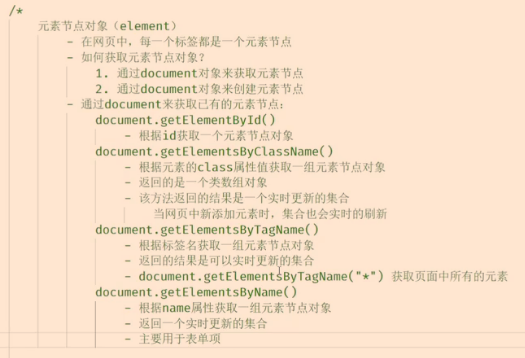 /*
元素节点对象（element）
- 在网页中，每一个标签都是一个元素节点
- 如何获取元素节点对象？
1. 通过document对象来获取元素节点
2. 通过document对象来创建元素节点
- 通过document来获取已有的元素节点：
document.getElementById()
- 根据id获取一个元素节点对象
document.getElementsByClassName()
- 根据元素的class属性值获取一组元素节点对象
- 返回的是一个类数组对象
- 该方法返回的结果是一个实时更新的集合
当网页中新添加元素时，集合也会实时的刷新
document.getElementsByTagName()
- 根据标签名获取一组元素节点对象
- 返回的结果是可以实时更新的集合
- document.getElementsByTagName("*") 获取页面中所有的元素
document.getElementsByName()
- 根据name属性获取一组元素节点对象
- 返回一个实时更新的集合
- 主要用于表单项